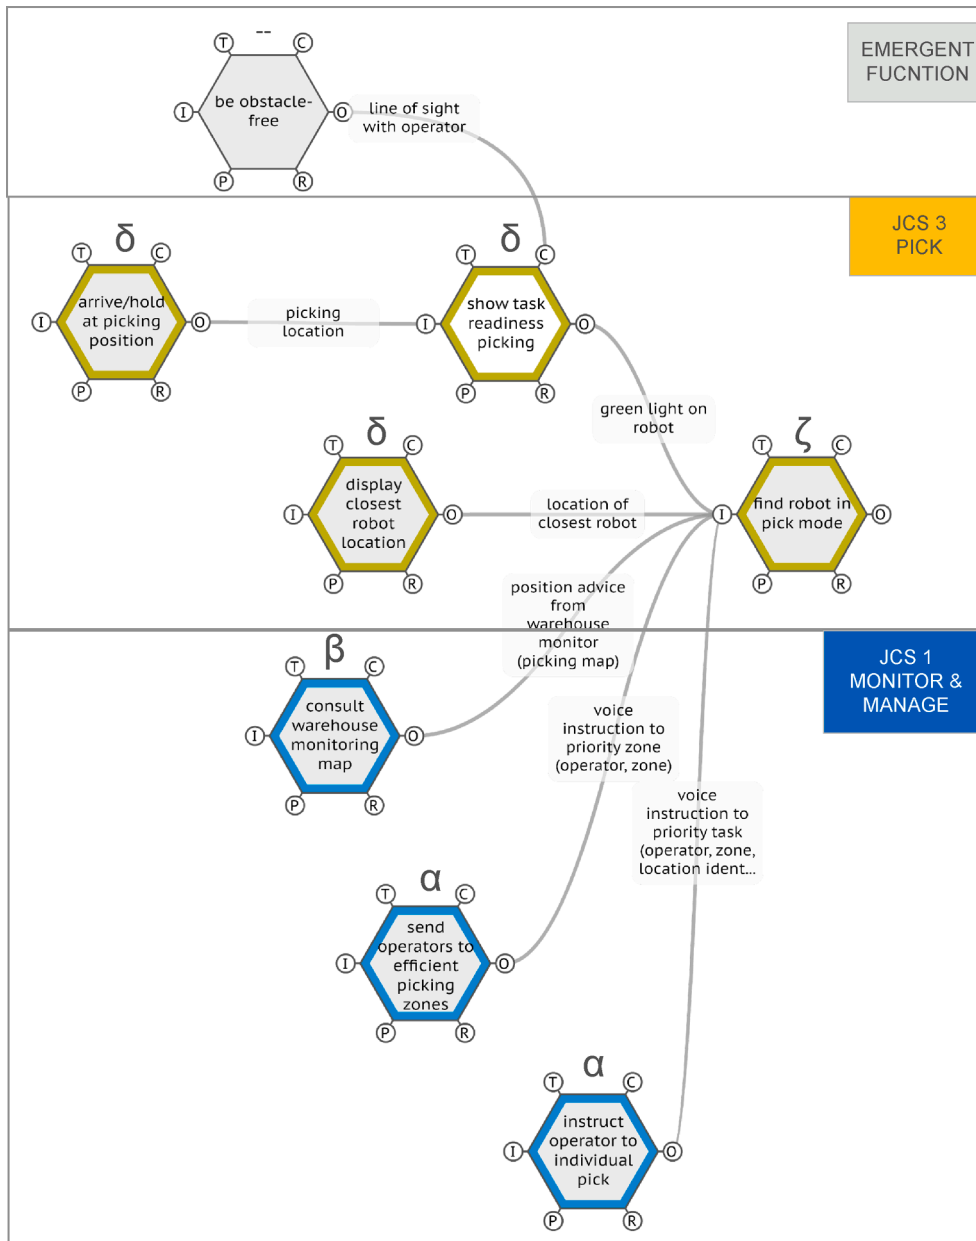 EMERGENT
FUCNTION
--
T
C
I
be obstacle-
free
O
line of sight
with operator
P
R
JCS 3
PICK
δ
T
C
I
arrive/hold
at picking
position
O
P
R
picking
location
δ
T
C
I
show task
readiness
picking
O
P
R
green light on
robot
δ
T
C
I
display
closest
robot
location
O
P
R
location of
closest robot
ζ
T
C
I
find robot in
pick mode
O
P
R
position advice
from
warehouse
monitor
(picking map)
JCS 1
MONITOR &
MANAGE
β
T
C
I
consult
warehouse
monitoring
map
O
P
R
voice
instruction to
priority zone
(operator, zone)
voice
instruction to
priority task
(operator, zone,
location ident...
α
T
C
I
send
operators to
efficient
picking
zones
O
P
R
α
T
C
I
instruct
operator to
individual
pick
O
P
R